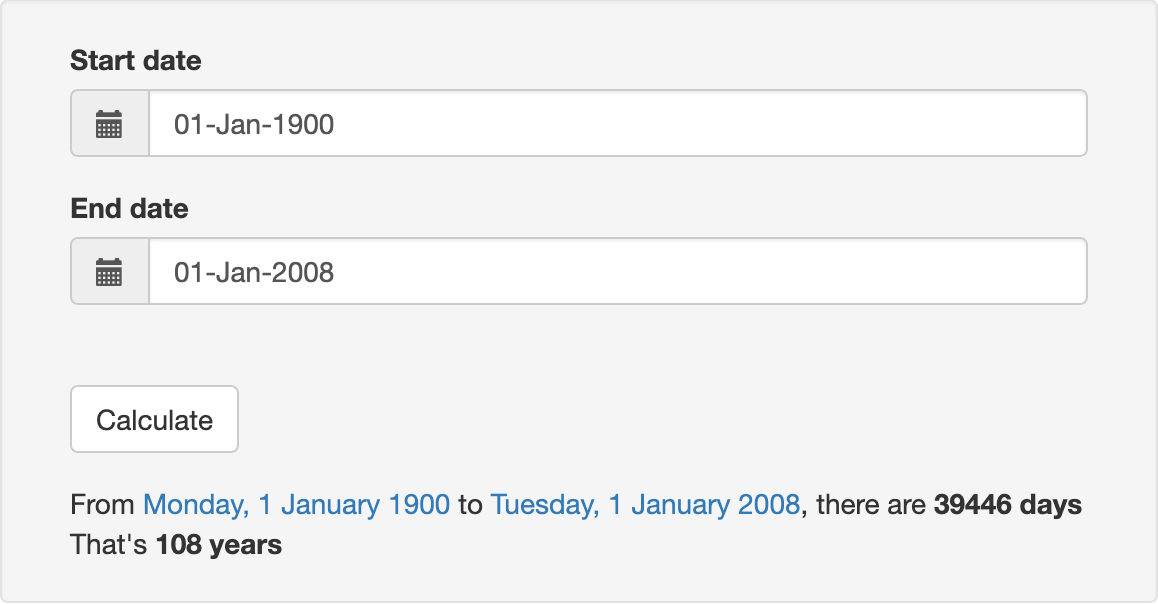 Start date
01-Jan-1900
End date
01-Jan-2008
Calculate
From Monday, 1 January 1900 to Tuesday, 1 January 2008, there are 39446 days
That's 108 years